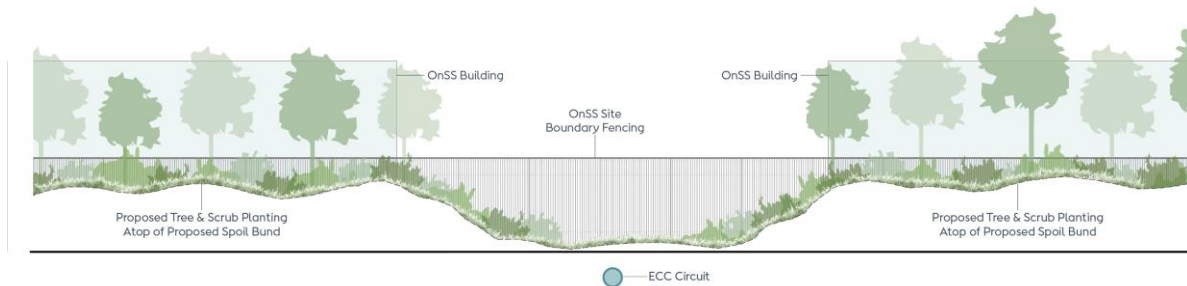 OnSS Building
OnSS Building
OnSS Site
Boundary Fencing
Proposed Tree & Scrub Planting
Atop of Proposed Spoil Bund
Proposed Tree & Scrub Planting
Atop of Proposed Spoil Bund
ECC Circuit